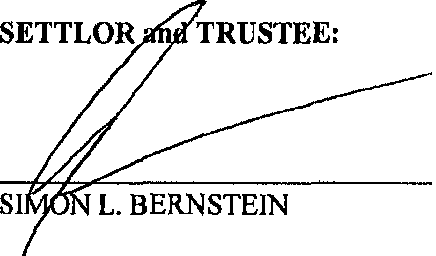 SETTLOR and TRUSTEE:
SIMON L. BERNSTEIN